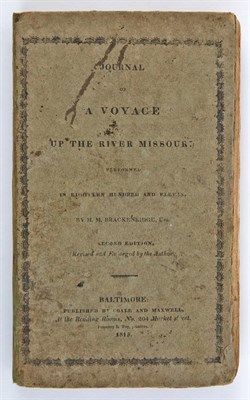 JOURNAL
OF
A VOYAGE
UP THE RIVER MISSOURI:
PERFORMED
IN EIGHTEEN HUNDRED AND ELEVEN,
BY H. M. BRACKENRIDGE, Esq.
SECOND EDITION,
Revised and Enlarged by the Author.
BALTIMORE:
PUBLISHED BY COALE AND MAXWELL,
at the Reading Rooms, No. 204 Market street.